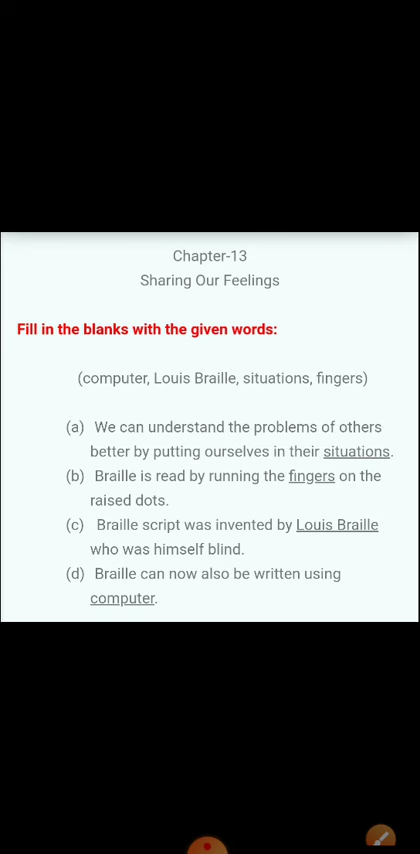 Chapter-13
Sharing Our Feelings
Fill in the blanks with the given words:
(computer, Louis Braille, situations, fingers)
(a) We can understand the problems of others
better by putting ourselves in their situations.
(b) Braille is read by running the fingers on the
raised dots.
(c) Braille script was invented by Louis Braille
who was himself blind.
(d) Braille can now also be written using
computer.